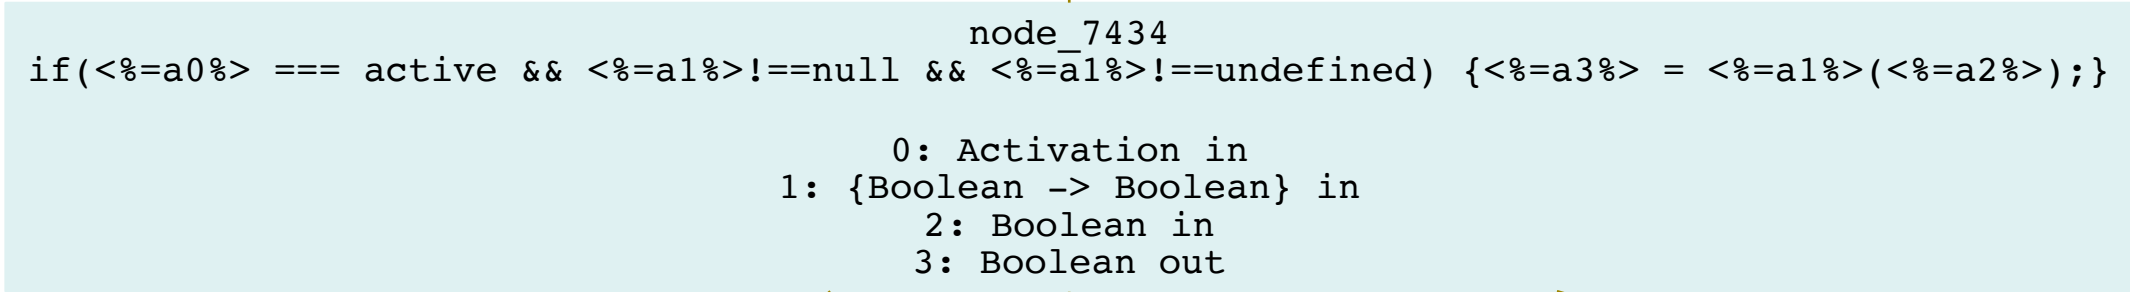 node_7434
if(<%=a0%> === active && <%=a1%>!==null && <%=a1%>!==undefined) {<%=a3%> = <%=a1%>(<%=a2%>);}
0: Activation in
1: {Boolean -> Boolean} in
2: Boolean in
3: Boolean out